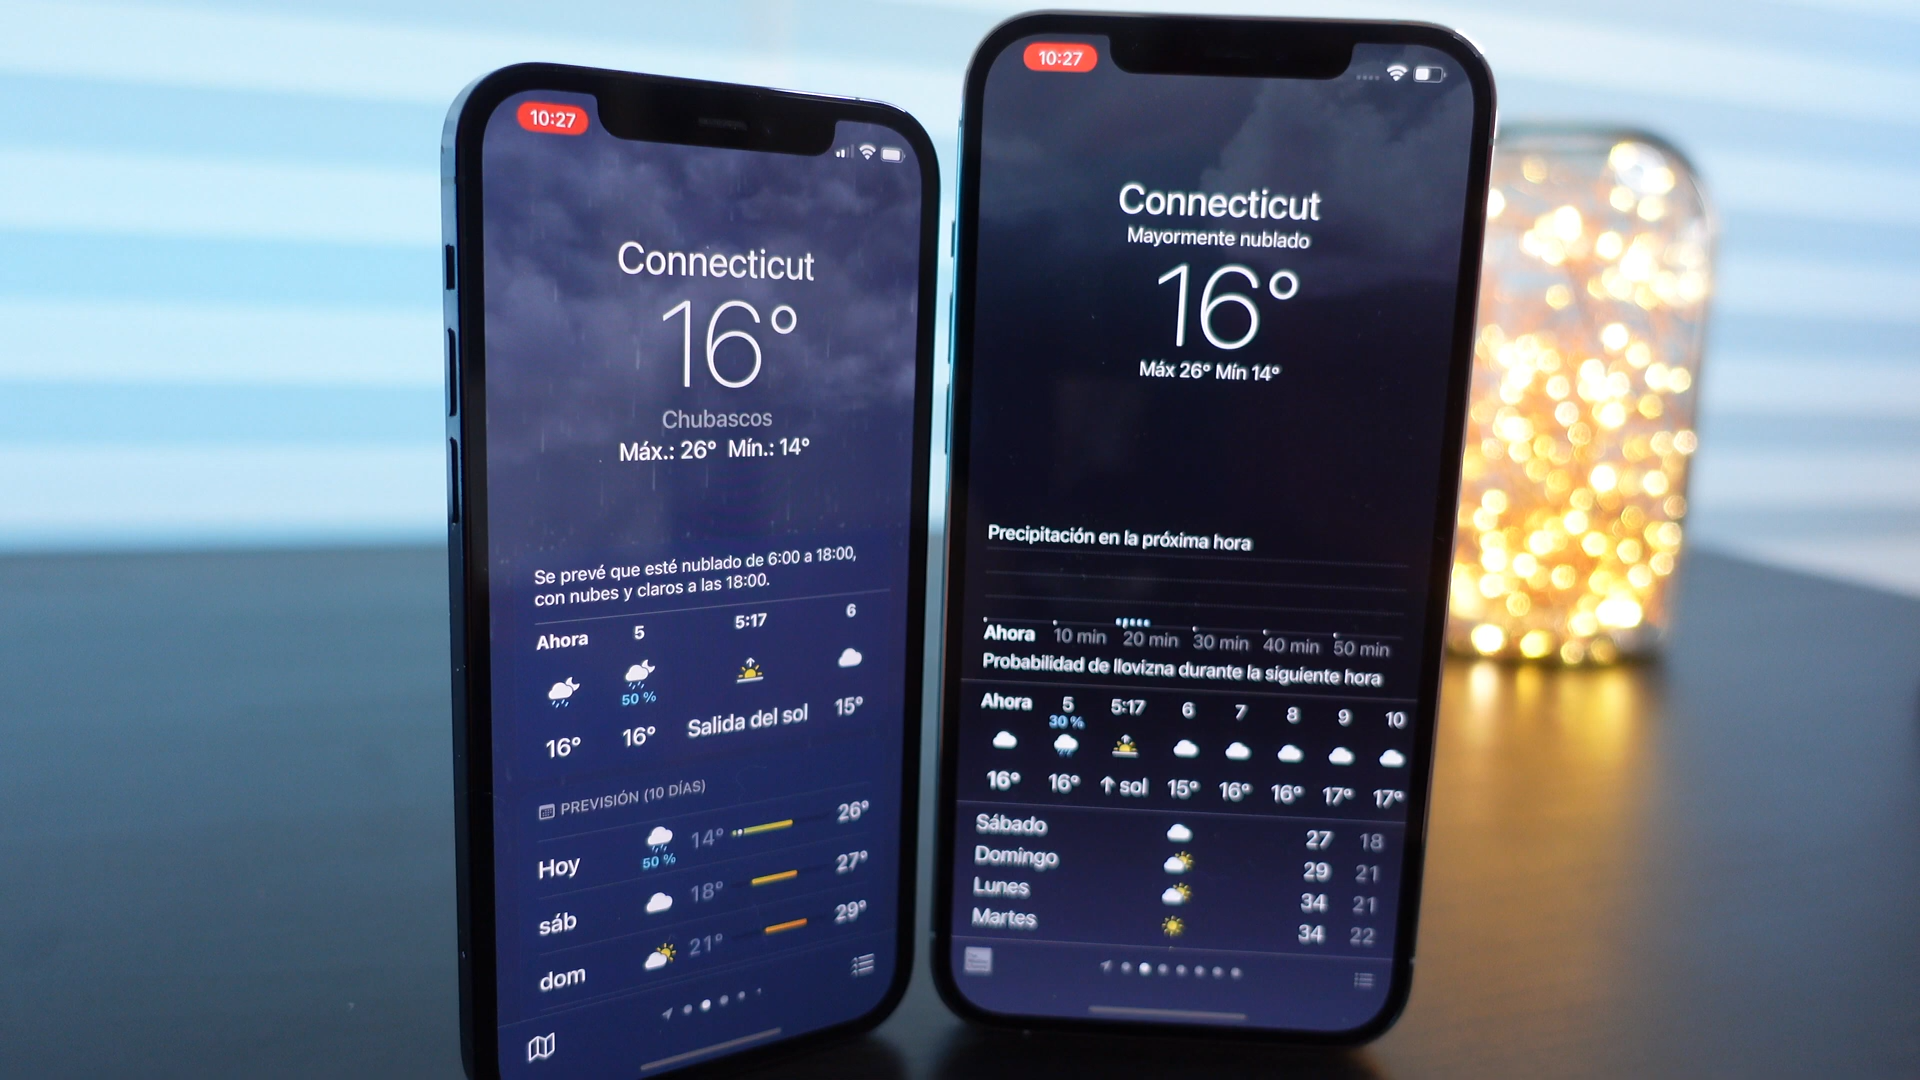 10:27
Connecticut
16°
Chubascos
Máx.: 26° Mín.: 14°
Se prevé que esté nublado de 6:00 a 18:00,
con nubes y claros a las 18:00.
Ahora 5 5:17 6
50 %
16° 16° Salida del sol 15°
PREVISIÓN (10 DÍAS)
Hoy 50 % 14° 26°
sáb 18° 27°
dom 21° 29°
10:27
Connecticut
Mayormente nublado
16°
Máx 26° Mín 14°
Precipitación en la próxima hora
Ahora 10 min 20 min 30 min 40 min 50 min
Probabilidad de llovizna durante la siguiente hora
Ahora 5 5:17 6 7 8 9 10
30 %
16° 16° ↑ sol 15° 16° 16° 17° 17°
Sábado 27 18
Domingo 29 21
Lunes 34 21
Martes 34 22